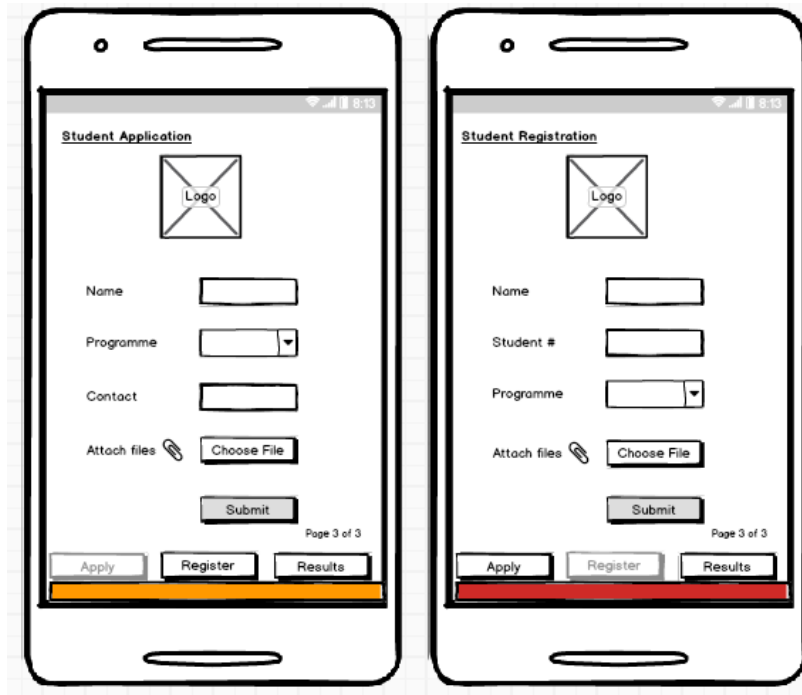 8:13
Student Application
Logo
Name
Programme
Contact
Attach files Choose File
Submit
Page 3 of 3
Apply Register Results
8:13
Student Registration
Logo
Name
Student #
Programme
Attach files Choose File
Submit
Page 3 of 3
Apply Register Results